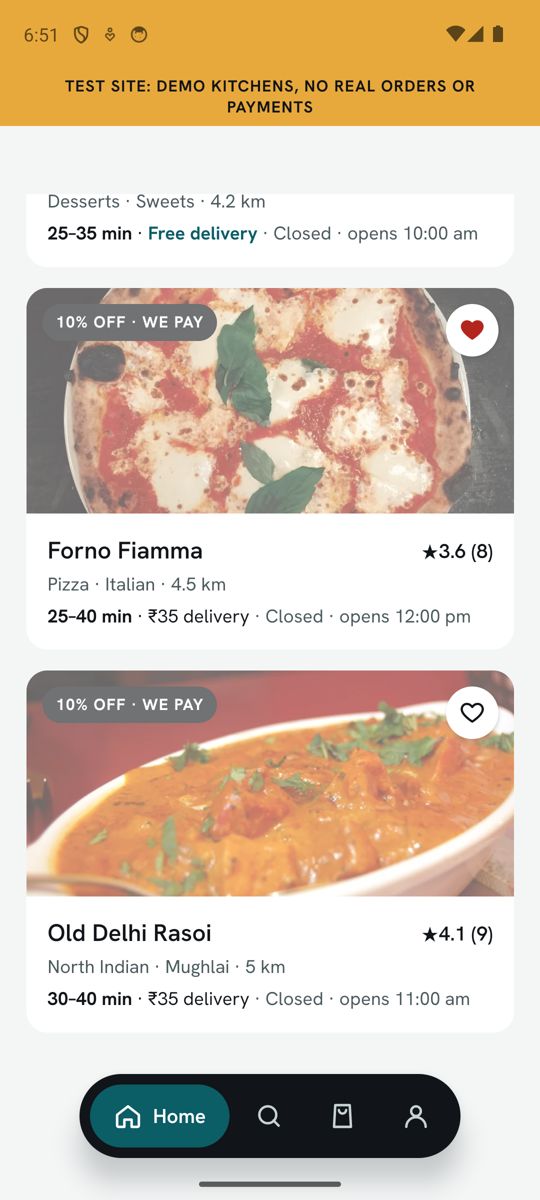 6:51
TEST SITE: DEMO KITCHENS, NO REAL ORDERS OR
PAYMENTS
Desserts · Sweets · 4.2 km
25–35 min · Free delivery · Closed · opens 10:00 am
10% OFF · WE PAY
Forno Fiamma ★3.6 (8)
Pizza · Italian · 4.5 km
25–40 min · ₹35 delivery · Closed · opens 12:00 pm
10% OFF · WE PAY
Old Delhi Rasoi ★4.1 (9)
North Indian · Mughlai · 5 km
30–40 min · ₹35 delivery · Closed · opens 11:00 am
Home